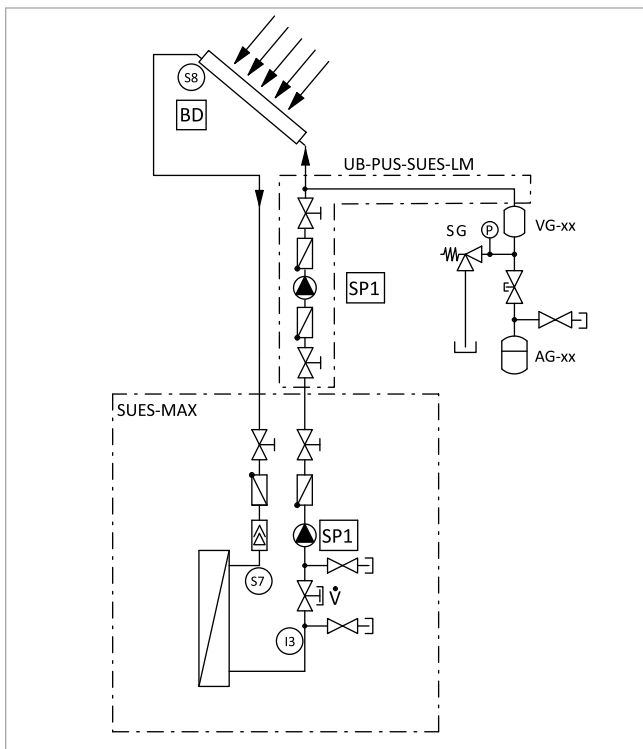 S8
BD
UB-PUS-SUES-LM
SG
P
VG-xx
SP1
AG-xx
SUES-MAX
SP1
S7
V̇
I3